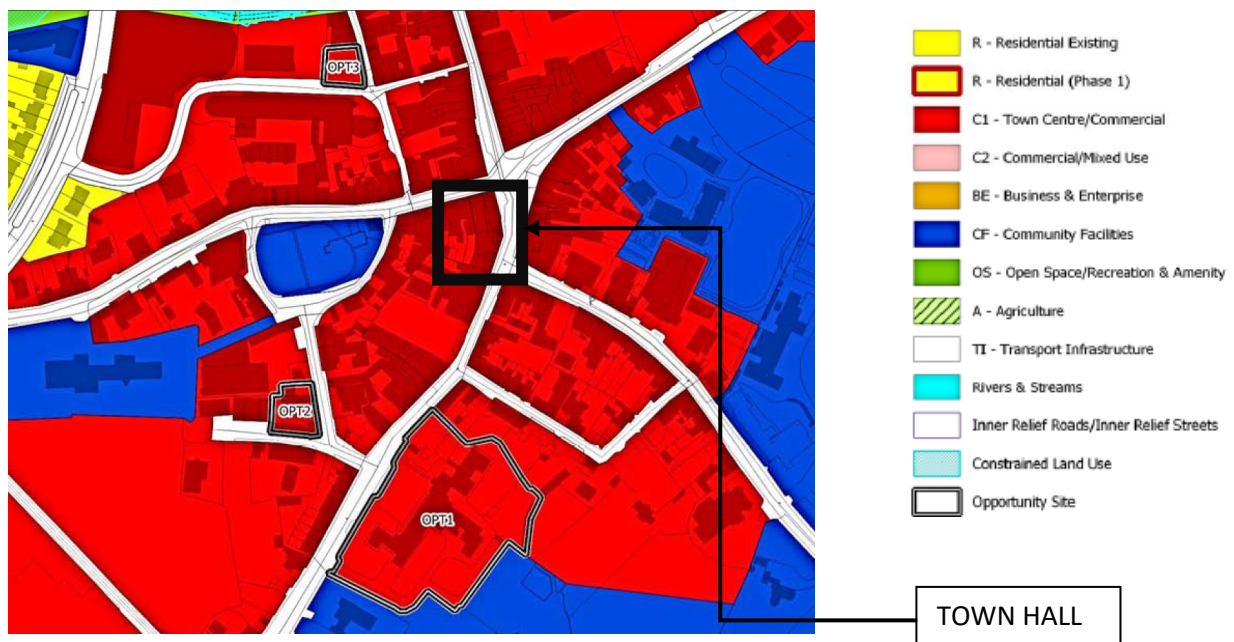 OPT3
OPT2
OPT1
R - Residential Existing
R - Residential (Phase 1)
C1 - Town Centre/Commercial
C2 - Commercial/Mixed Use
BE - Business & Enterprise
CF - Community Facilities
OS - Open Space/Recreation & Amenity
A - Agriculture
TI - Transport Infrastructure
Rivers & Streams
Inner Relief Roads/Inner Relief Streets
Constrained Land Use
Opportunity Site
TOWN HALL